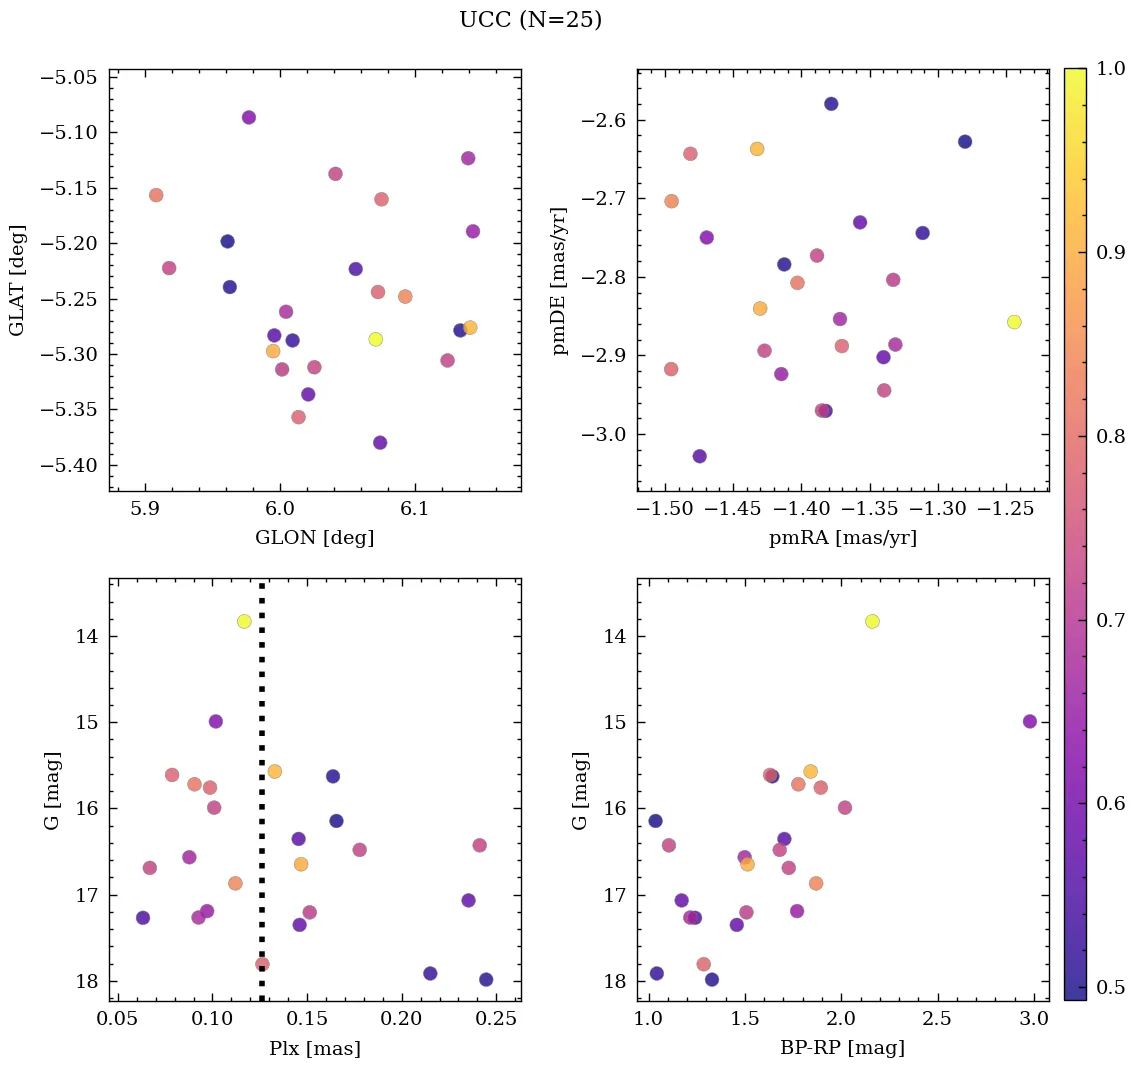 UCC (N=25)
−5.05
−5.10
−5.15
−5.20
−5.25
−5.30
−5.35
−5.40
GLAT [deg]
5.9 6.0 6.1
GLON [deg]
−2.6
−2.7
−2.8
−2.9
−3.0
pmDE [mas/yr]
−1.50 −1.45 −1.40 −1.35 −1.30 −1.25
pmRA [mas/yr]
14
15
16
17
18
G [mag]
0.05 0.10 0.15 0.20 0.25
Plx [mas]
14
15
16
17
18
G [mag]
1.0 1.5 2.0 2.5 3.0
BP-RP [mag]
1.0
0.9
0.8
0.7
0.6
0.5